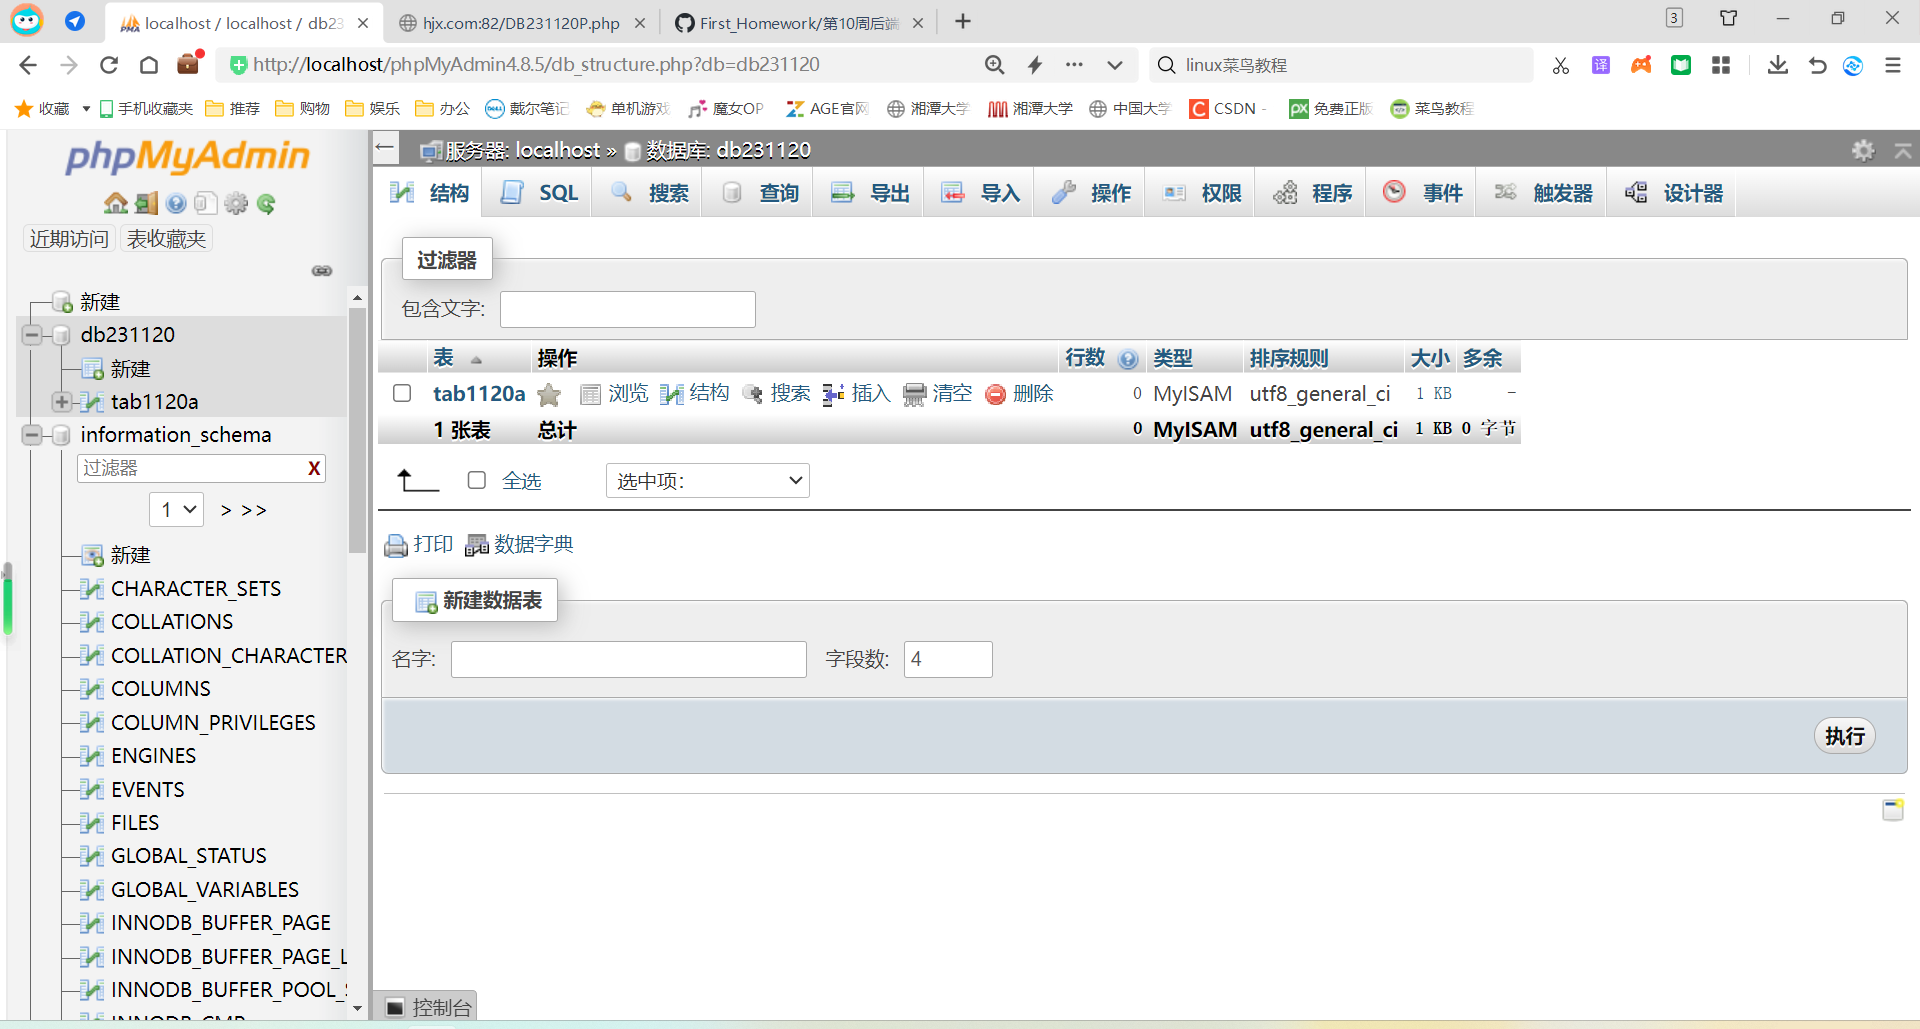 localhost / localhost / db23
hjx.com:82/DB231120P.php
First_Homework/第10周后端
3
http://localhost/phpMyAdmin4.8.5/db_structure.php?db=db231120
linux菜鸟教程
译
收藏
手机收藏夹
推荐
购物
娱乐
办公
戴尔笔记
单机游戏
魔女OP
AGE官网
湘潭大学
湘潭大学
中国大学
CSDN -
免费正版
菜鸟教程
phpMyAdmin
近期访问
表收藏夹
新建
db231120
新建
tab1120a
information_schema
过滤器 X
1 > >>
新建
CHARACTER_SETS
COLLATIONS
COLLATION_CHARACTER
COLUMNS
COLUMN_PRIVILEGES
ENGINES
EVENTS
FILES
GLOBAL_STATUS
GLOBAL_VARIABLES
INNODB_BUFFER_PAGE
INNODB_BUFFER_PAGE_L
INNODB_BUFFER_POOL_S
INNODB_CMP
服务器: localhost » 数据库: db231120
结构 SQL 搜索 查询 导出 导入 操作 权限 程序 事件 触发器 设计器
过滤器
包含文字:
表 操作 行数 类型 排序规则 大小 多余
tab1120a 浏览 结构 搜索 插入 清空 删除 0 MyISAM utf8_general_ci 1 KB -
1 张表 总计 0 MyISAM utf8_general_ci 1 KB 0 字节
全选 选中项:
打印 数据字典
新建数据表
名字: 字段数: 4
执行
控制台